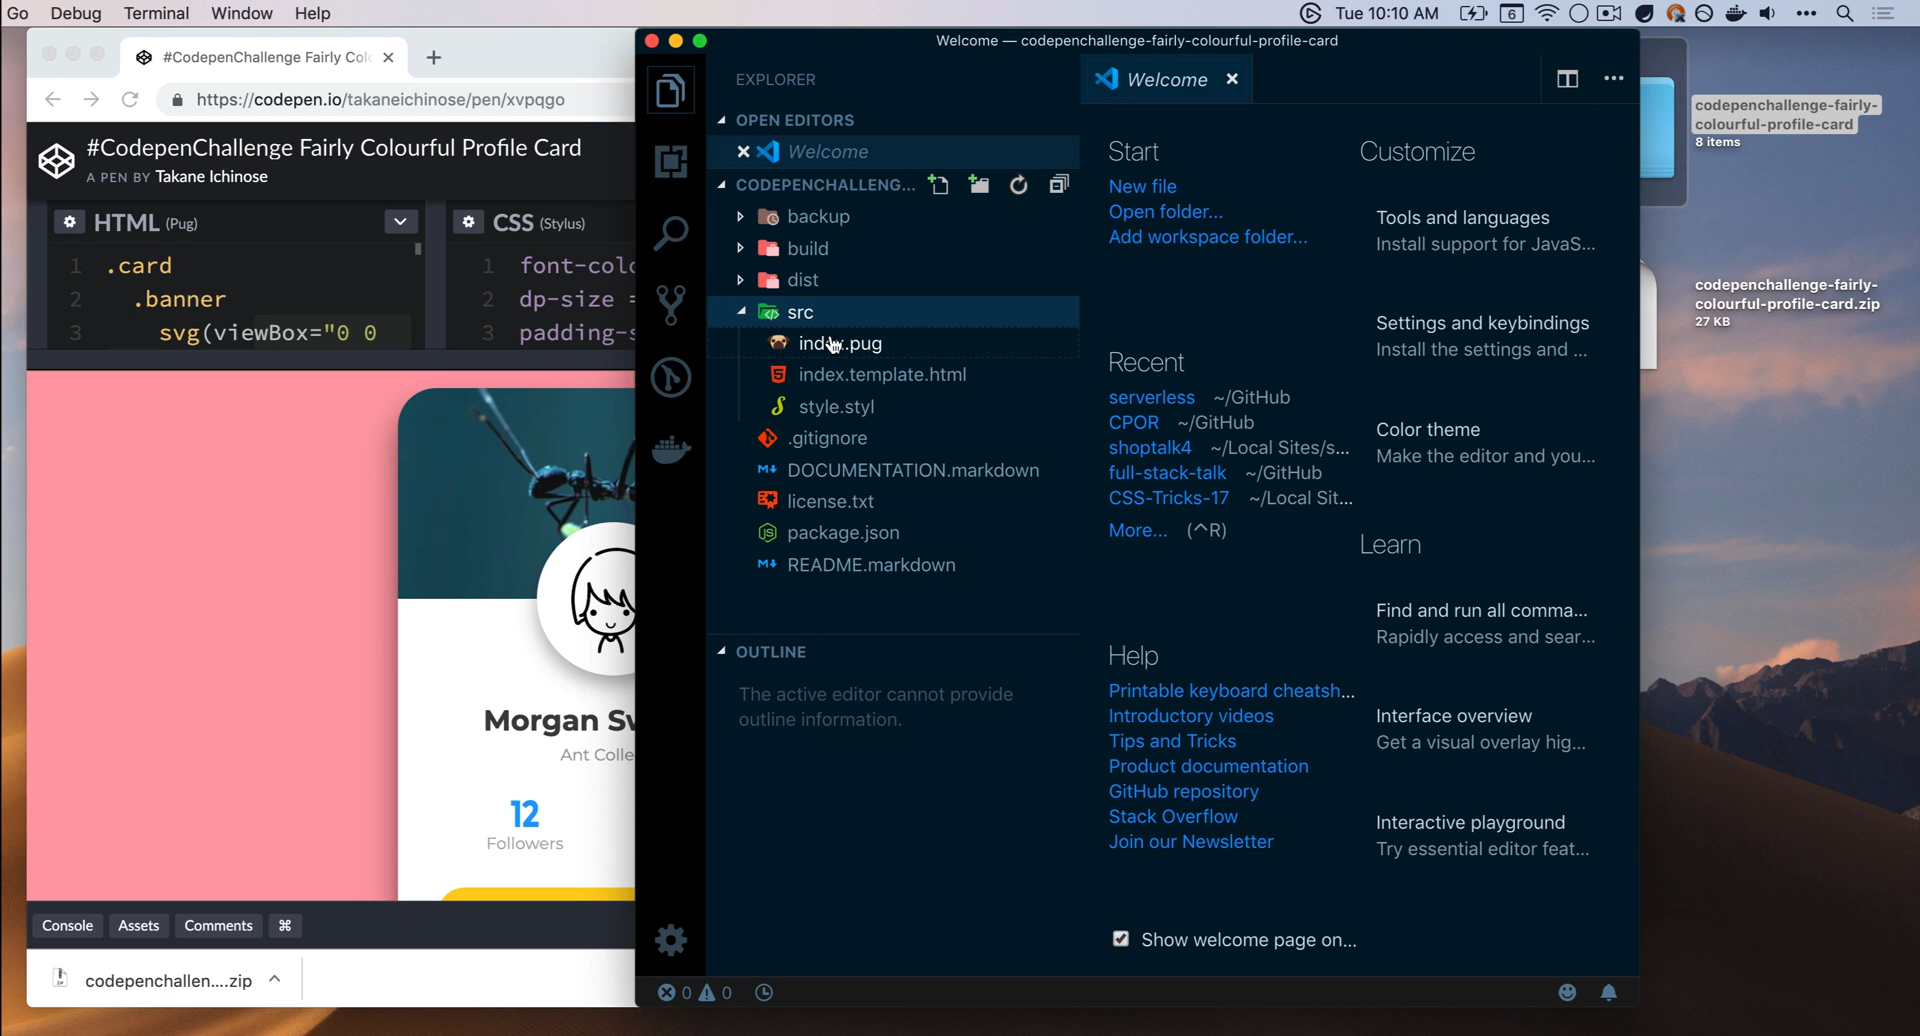 Go Debug Terminal Window Help
Tue 10:10 AM
6
#CodepenChallenge Fairly Colo
https://codepen.io/takaneichinose/pen/xvpqgo
#CodepenChallenge Fairly Colourful Profile Card
A PEN BY Takane Ichinose
HTML (Pug)
CSS (Stylus)
1 .card
2 .banner
3 svg(viewBox="0 0
1 font-colo
2 dp-size =
3 padding-s
Morgan Sw
Ant Colle
12
Followers
Console
Assets
Comments
⌘
codepenchallen....zip
Welcome — codepenchallenge-fairly-colourful-profile-card
EXPLORER
OPEN EDITORS
Welcome
CODEPENCHALLENG...
backup
build
dist
src
index.pug
index.template.html
style.styl
.gitignore
DOCUMENTATION.markdown
license.txt
package.json
README.markdown
OUTLINE
The active editor cannot provide
outline information.
Welcome
Start
New file
Open folder...
Add workspace folder...
Recent
serverless ~/GitHub
CPOR ~/GitHub
shoptalk4 ~/Local Sites/s...
full-stack-talk ~/GitHub
CSS-Tricks-17 ~/Local Sit...
More... (^R)
Help
Printable keyboard cheatsh...
Introductory videos
Tips and Tricks
Product documentation
GitHub repository
Stack Overflow
Join our Newsletter
Customize
Tools and languages
Install support for JavaS...
Settings and keybindings
Install the settings and ...
Color theme
Make the editor and you...
Learn
Find and run all comma...
Rapidly access and sear...
Interface overview
Get a visual overlay hig...
Interactive playground
Try essential editor feat...
Show welcome page on...
0 0
codepenchallenge-fairly-
colourful-profile-card
8 items
codepenchallenge-fairly-
colourful-profile-card.zip
27 KB